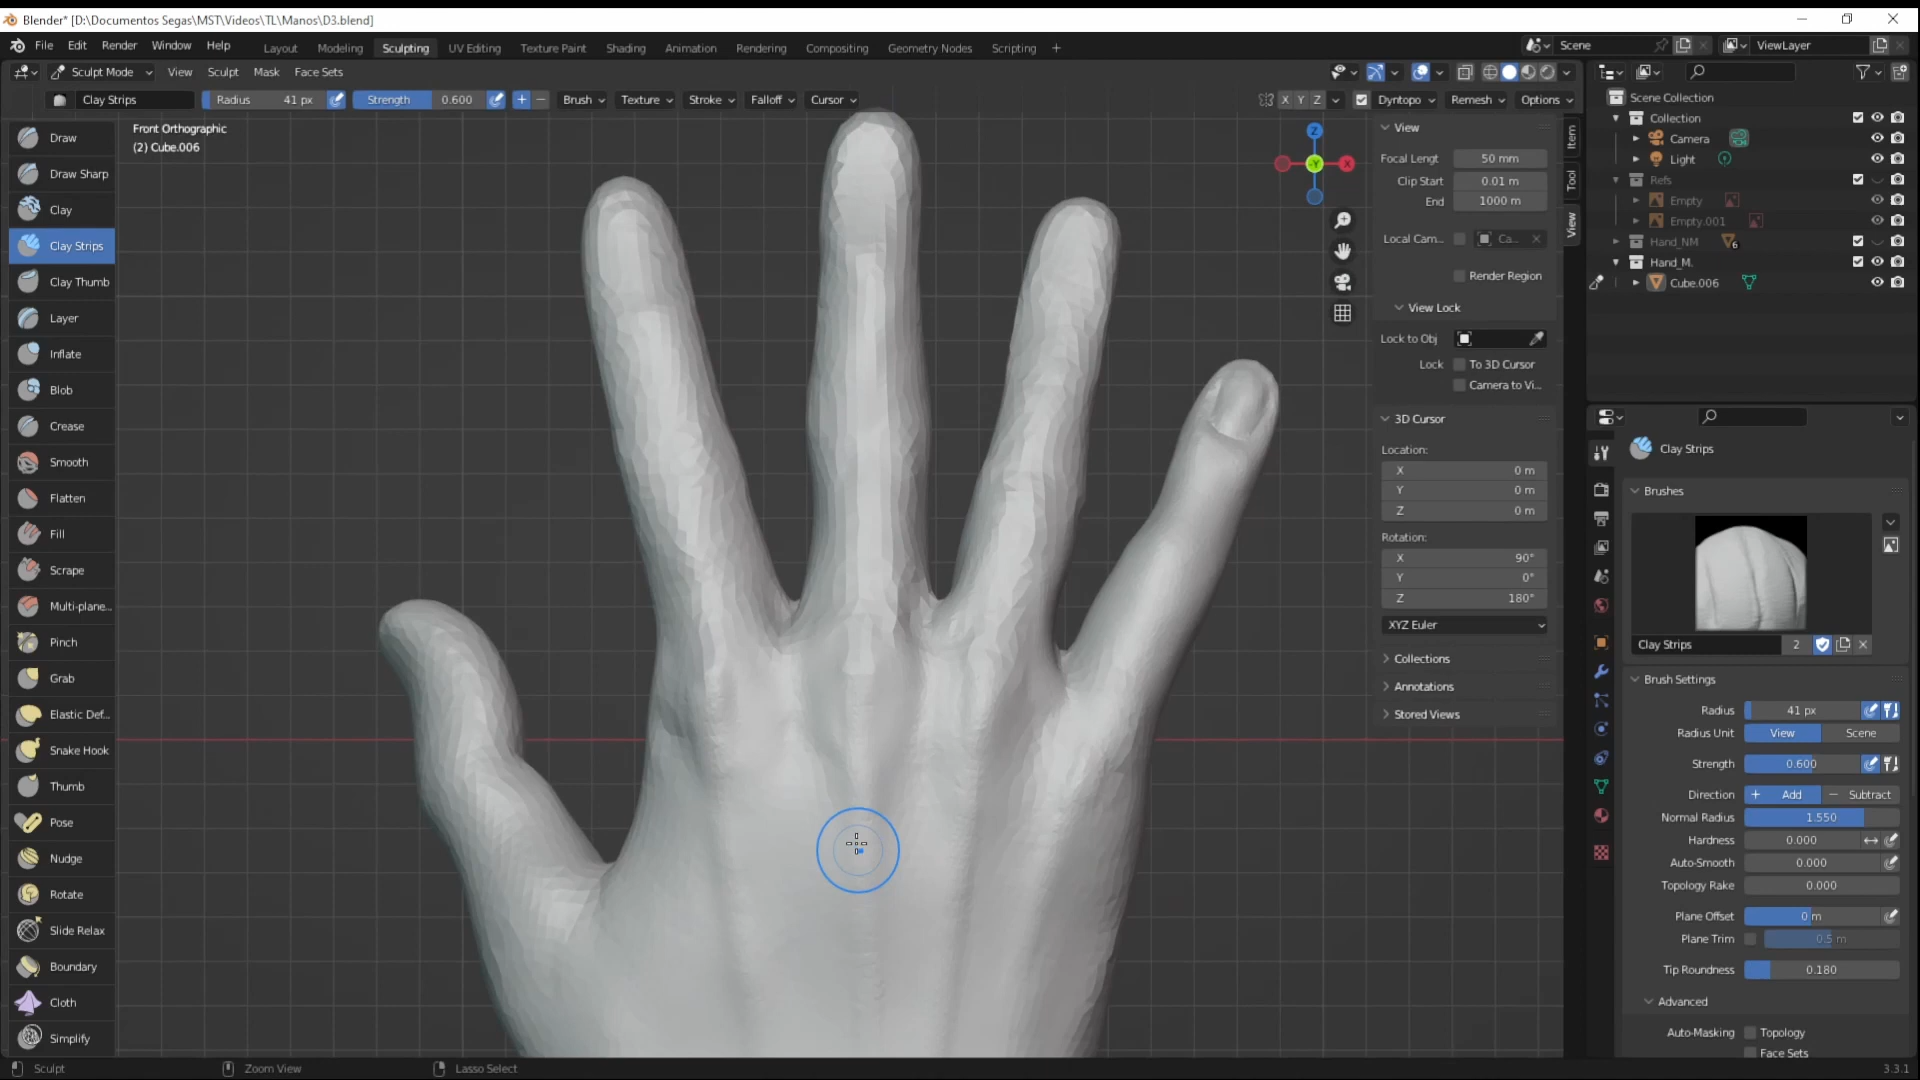 Blender* [D:\Documentos Segas\MST\Videos\TL\Manos\D3.blend]
File Edit Render Window Help Layout Modeling Sculpting UV Editing Texture Paint Shading Animation Rendering Compositing Geometry Nodes Scripting + Scene ViewLayer
Sculpt Mode View Sculpt Mask Face Sets
Clay Strips Radius 41 px Strength 0.600 + − Brush Texture Stroke Falloff Cursor X Y Z Dyntopo Remesh Options
Front Orthographic
(2) Cube.006
Draw
Draw Sharp
Clay
Clay Strips
Clay Thumb
Layer
Inflate
Blob
Crease
Smooth
Flatten
Fill
Scrape
Multi-plane...
Pinch
Grab
Elastic Def...
Snake Hook
Thumb
Pose
Nudge
Rotate
Slide Relax
Boundary
Cloth
Simplify
Z
-Y X
View
Focal Lengt 50 mm
Clip Start 0.01 m
End 1000 m
Local Cam... Ca...
Render Region
View Lock
Lock to Obj
Lock To 3D Cursor
Camera to Vi...
3D Cursor
Location:
X 0 m
Y 0 m
Z 0 m
Rotation:
X 90°
Y 0°
Z 180°
XYZ Euler
Collections
Annotations
Stored Views
Item
Tool
View
Scene Collection
Collection
Camera
Light
Refs
Empty
Empty.001
Hand_NM 6
Hand_M.
Cube.006
Clay Strips
Brushes
Clay Strips 2
Brush Settings
Radius 41 px
Radius Unit View Scene
Strength 0.600
Direction + Add − Subtract
Normal Radius 1.550
Hardness 0.000
Auto-Smooth 0.000
Topology Rake 0.000
Plane Offset 0 m
Plane Trim 0.5 m
Tip Roundness 0.180
Advanced
Auto-Masking Topology
Face Sets
Sculpt Zoom View Lasso Select 3.3.1